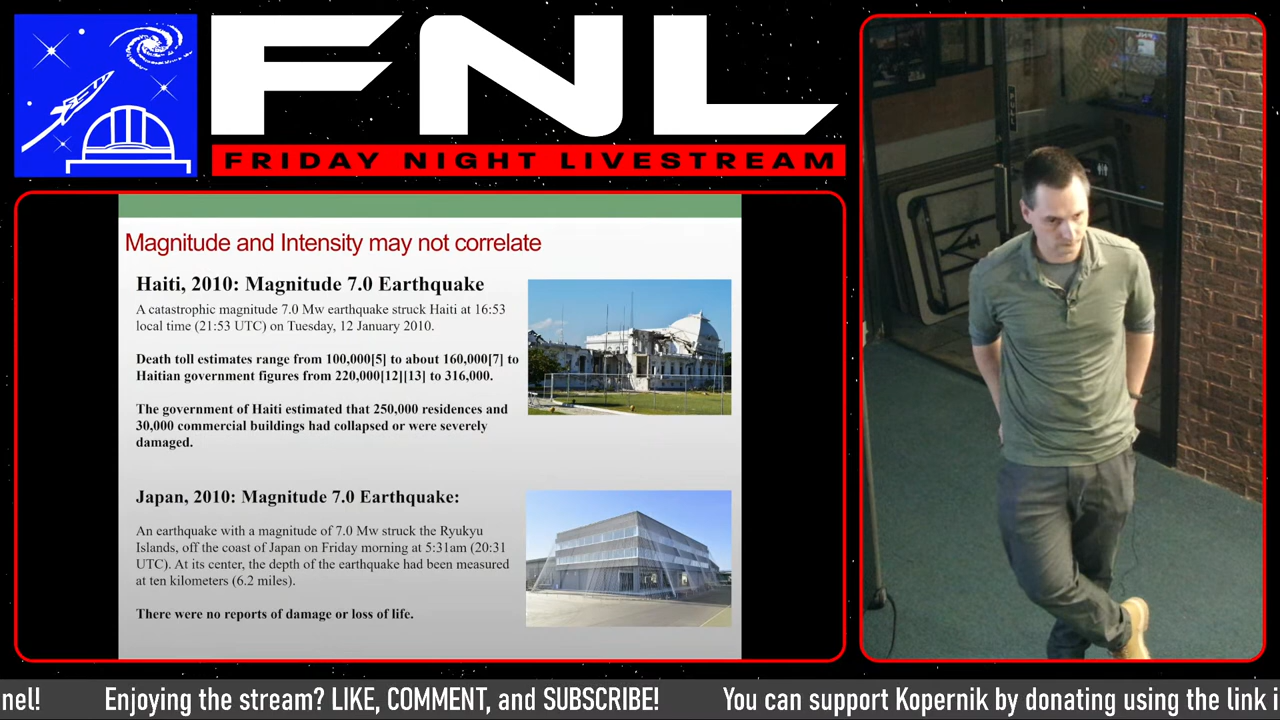 FNL
FRIDAY NIGHT LIVESTREAM
Magnitude and Intensity may not correlate
Haiti, 2010: Magnitude 7.0 Earthquake
A catastrophic magnitude 7.0 Mw earthquake struck Haiti at 16:53
local time (21:53 UTC) on Tuesday, 12 January 2010.
Death toll estimates range from 100,000[5] to about 160,000[7] to
Haitian government figures from 220,000[12][13] to 316,000.
The government of Haiti estimated that 250,000 residences and
30,000 commercial buildings had collapsed or were severely
damaged.
Japan, 2010: Magnitude 7.0 Earthquake:
An earthquake with a magnitude of 7.0 Mw struck the Ryukyu
Islands, off the coast of Japan on Friday morning at 5:31am (20:31
UTC). At its center, the depth of the earthquake had been measured
at ten kilometers (6.2 miles).
There were no reports of damage or loss of life.
PULL
nel! Enjoying the stream? LIKE, COMMENT, and SUBSCRIBE! You can support Kopernik by donating using the link i